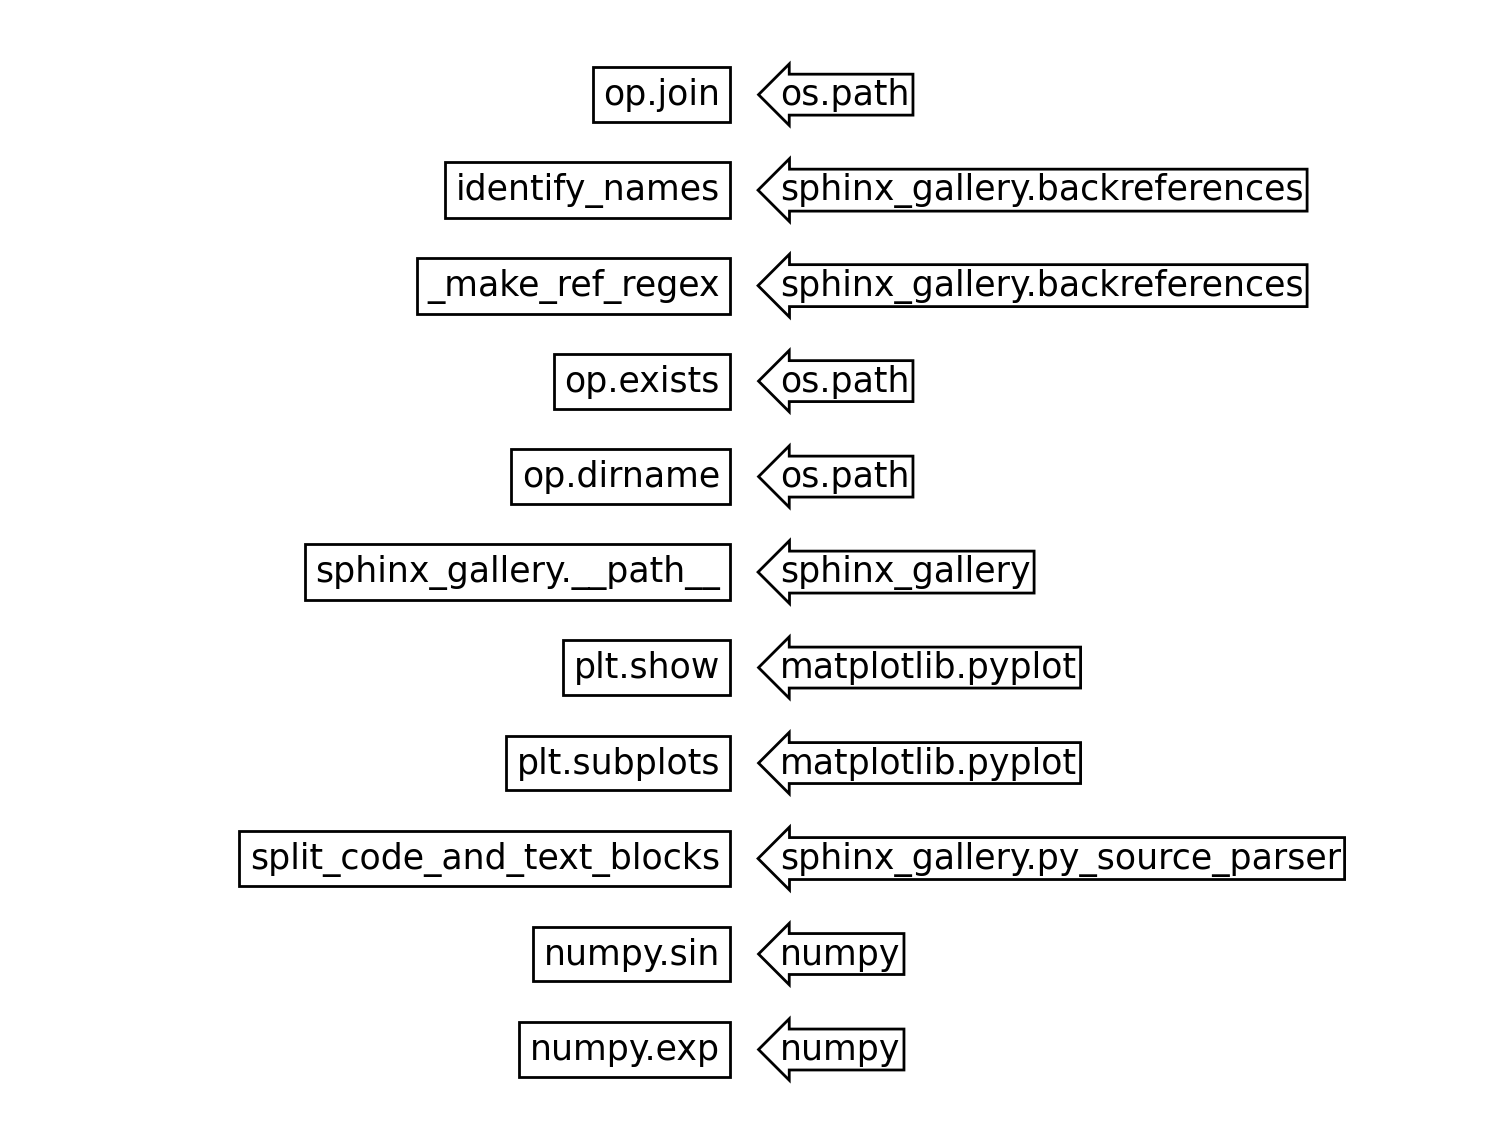 op.join os.path
identify_names sphinx_gallery.backreferences
_make_ref_regex sphinx_gallery.backreferences
op.exists os.path
op.dirname os.path
sphinx_gallery.__path__ sphinx_gallery
plt.show matplotlib.pyplot
plt.subplots matplotlib.pyplot
split_code_and_text_blocks sphinx_gallery.py_source_parser
numpy.sin numpy
numpy.exp numpy